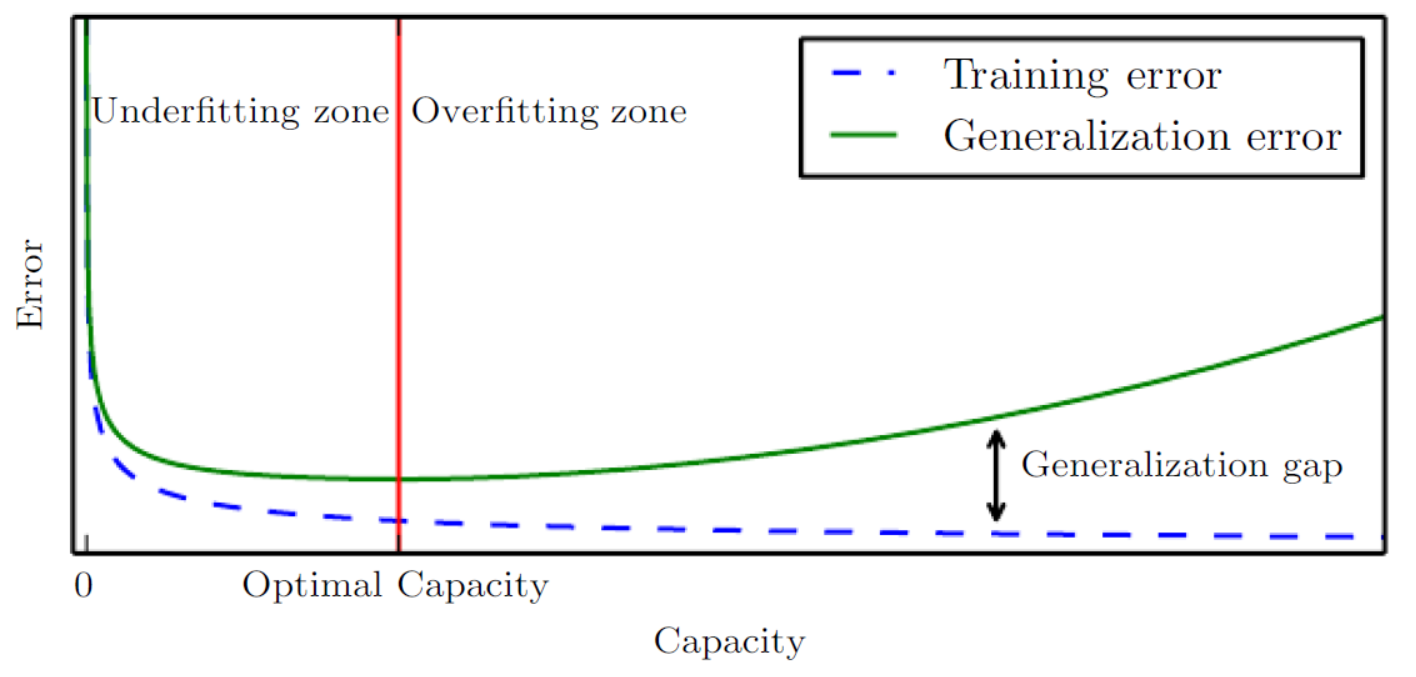 Training error
Generalization error
Underfitting zone
Overfitting zone
Error
Generalization gap
0
Optimal Capacity
Capacity